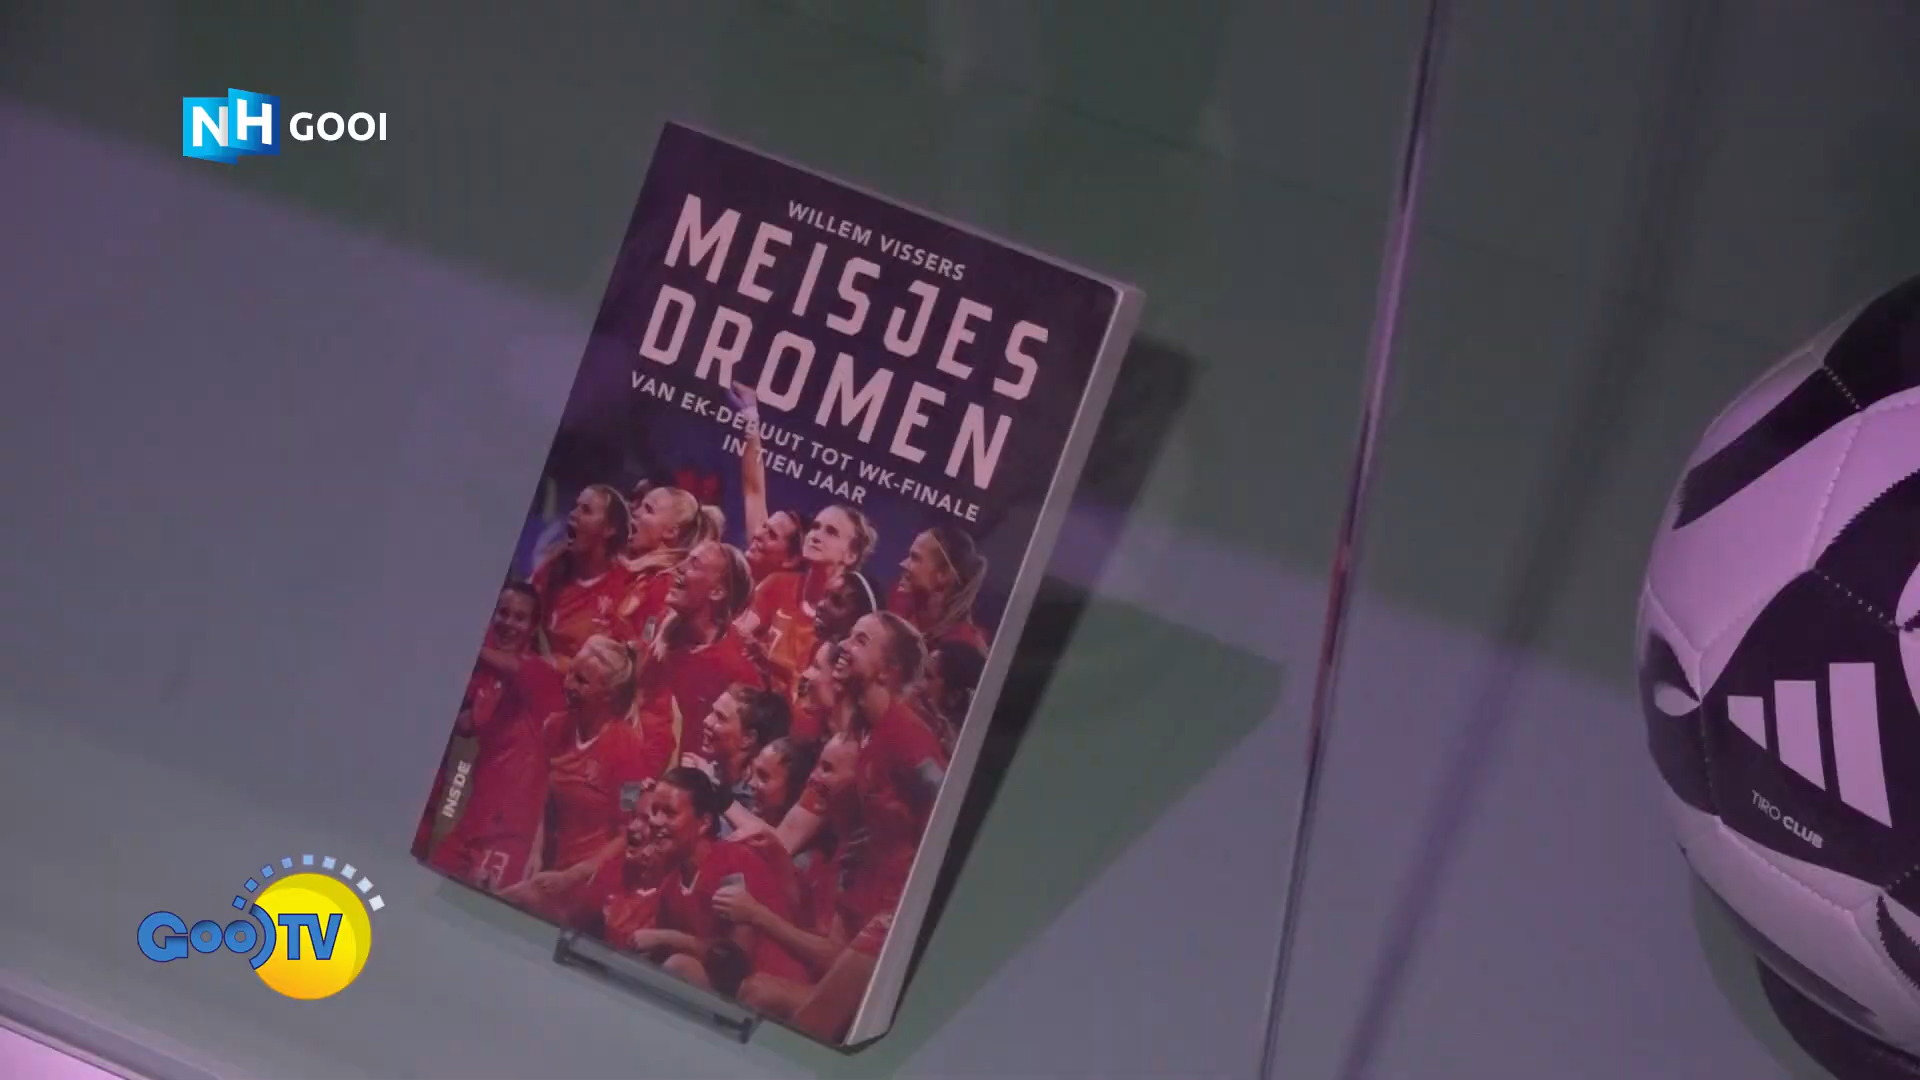 NH GOOI
WILLEM VISSERS
MEISJES
DROMEN
VAN EK-DEBUUT TOT WK-FINALE
IN TIEN JAAR
INSIDE
13
TIRO CLUB
GOOITV